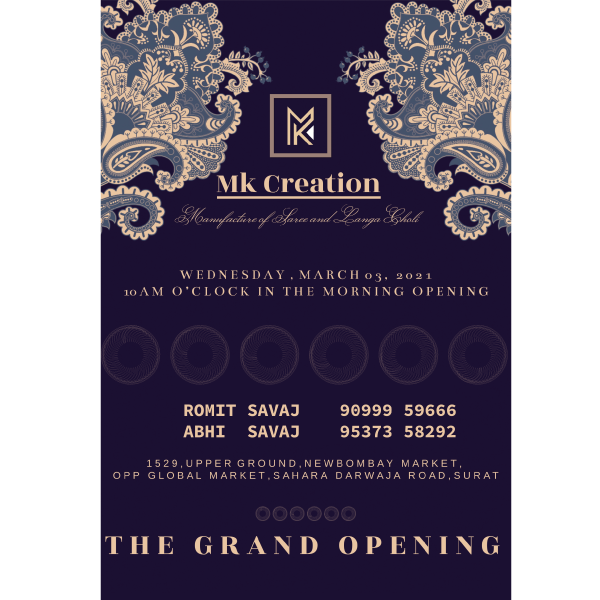 MK
Mk Creation
Manufacture of Saree and Langa Choli
WEDNESDAY, MARCH 03, 2021
10AM O'CLOCK IN THE MORNING OPENING
ROMIT SAVAJ 90999 59666
ABHI SAVAJ 95373 58292
1529,UPPER GROUND,NEWBOMBAY MARKET,
OPP GLOBAL MARKET,SAHARA DARWAJA ROAD,SURAT
THE GRAND OPENING